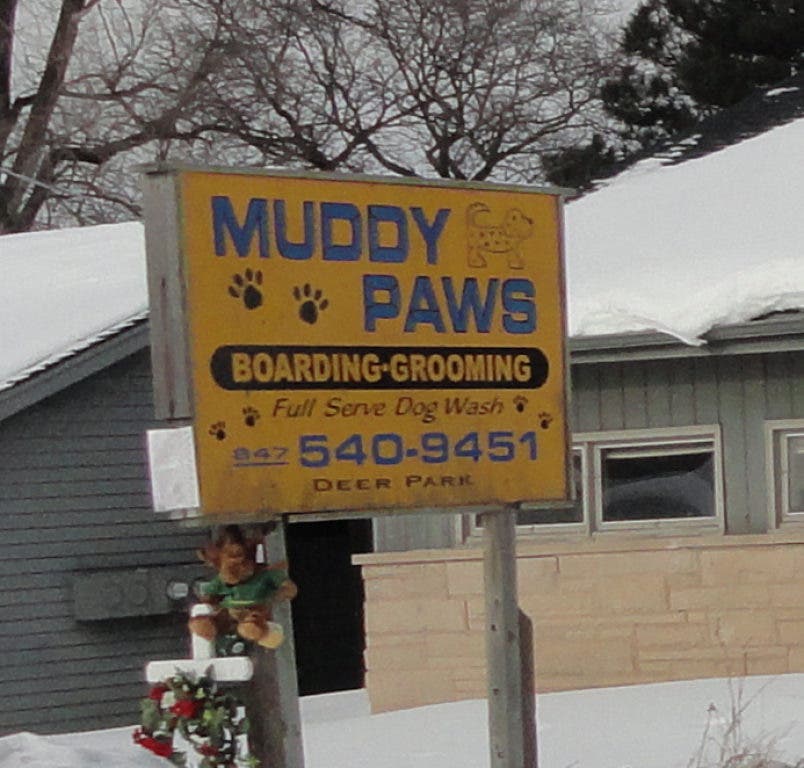 MUDDY
PAWS
BOARDING·GROOMING
Full Serve Dog Wash
847 540-9451
DEER PARK